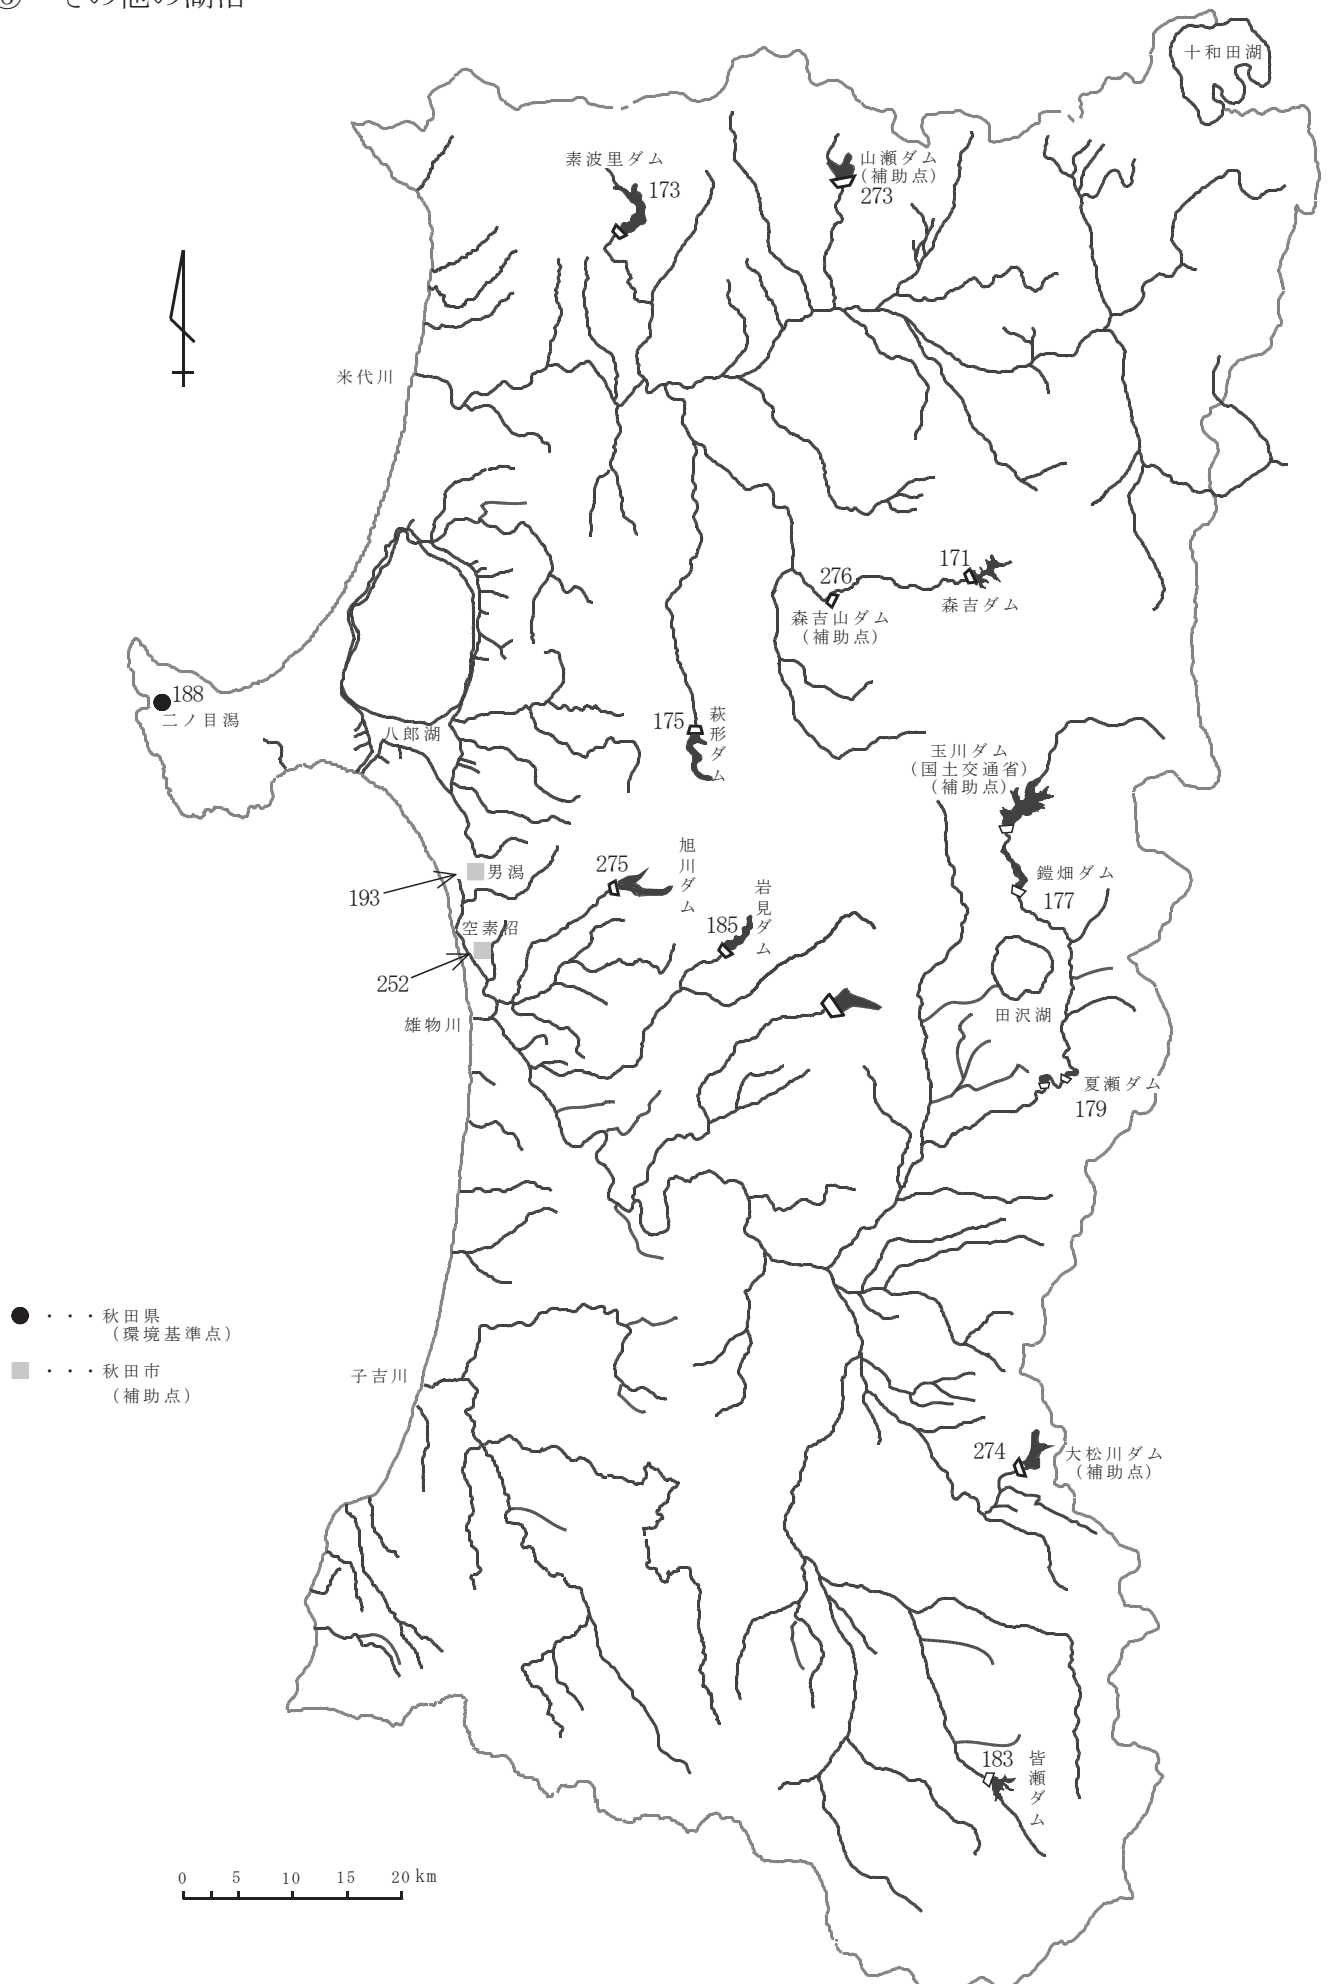 その他の湖沼
十和田湖
素波里ダム
173
山瀬ダム
(補助点)
273
米代川
171
森吉ダム
276
森吉山ダム
(補助点)
188
二ノ目潟
八郎湖
175
萩形ダム
玉川ダム
(国土交通省)
(補助点)
鎧畑ダム
177
旭川ダム
275
岩見ダム
185
男潟
193
空素沼
252
雄物川
田沢湖
夏瀬ダム
179
・・・秋田県
(環境基準点)
・・・秋田市
(補助点)
子吉川
274
大松川ダム
(補助点)
183
皆瀬ダム
0 5 10 15 20 km